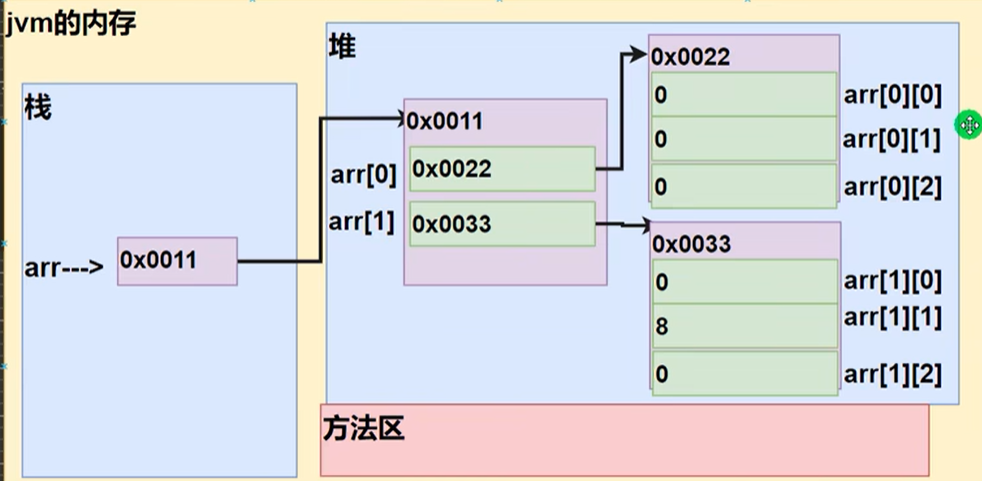 jvm的内存
栈
arr---> 0x0011
堆
0x0011
arr[0] 0x0022
arr[1] 0x0033
0x0022
0 arr[0][0]
0 arr[0][1]
0 arr[0][2]
0x0033
0 arr[1][0]
8 arr[1][1]
0 arr[1][2]
方法区